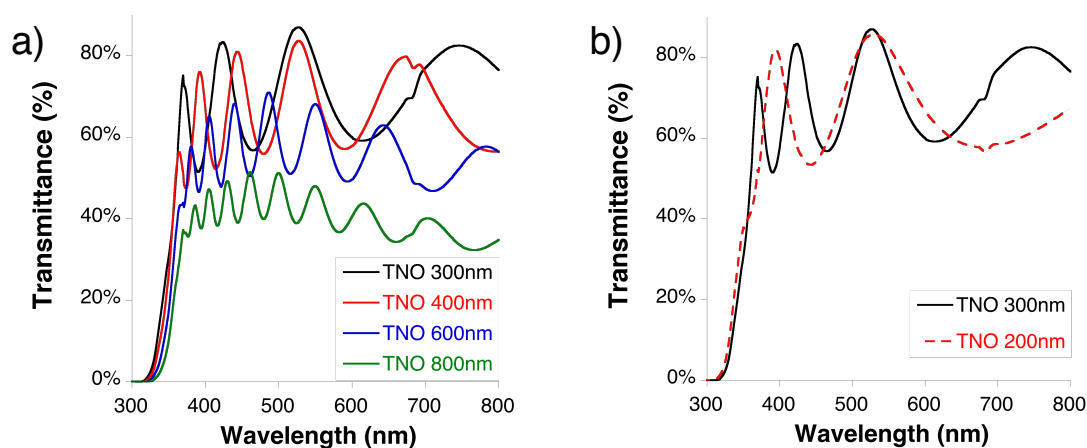 a)
Transmittance (%)
80%
60%
40%
20%
0%
300 400 500 600 700 800
Wavelength (nm)
TNO 300nm
TNO 400nm
TNO 600nm
TNO 800nm
b)
Transmittance (%)
80%
60%
40%
20%
0%
300 400 500 600 700 800
Wavelength (nm)
TNO 300nm
TNO 200nm